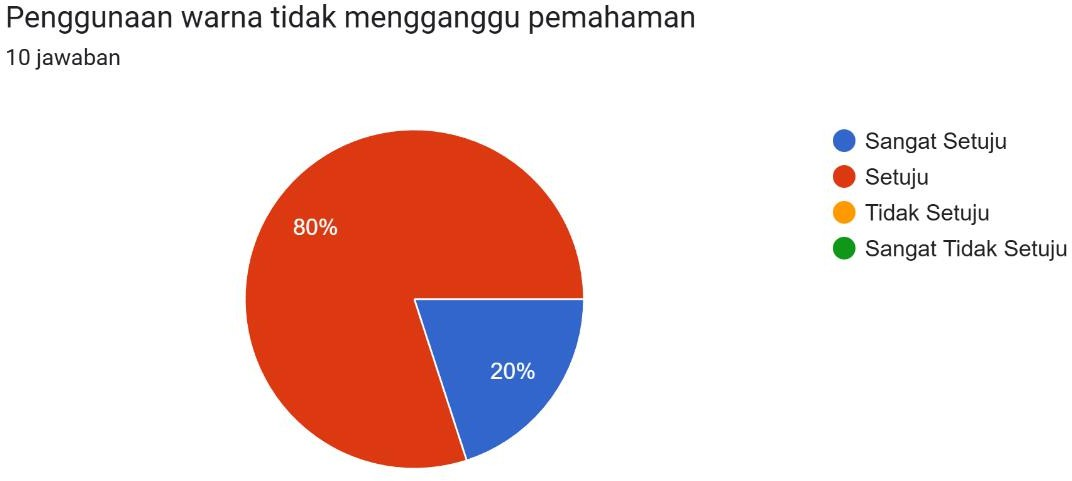 Penggunaan warna tidak mengganggu pemahaman
10 jawaban
80%
20%
Sangat Setuju
Setuju
Tidak Setuju
Sangat Tidak Setuju